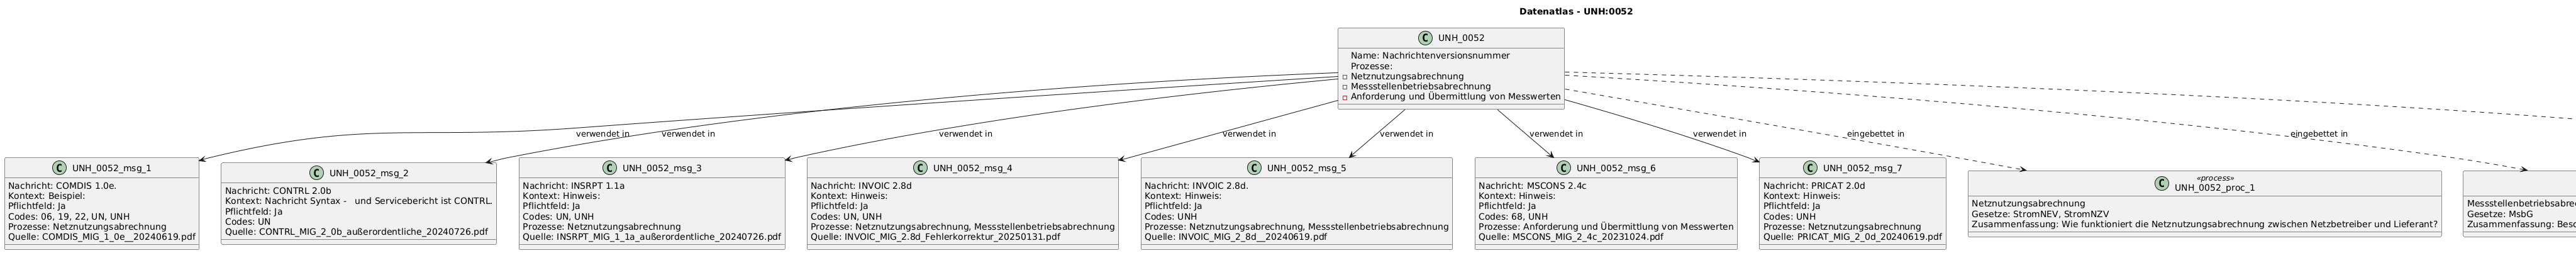 Datenatlas - UNH:0052
C UNH_0052
Name: Nachrichtenversionsnummer
Prozesse:
Netznutzungsabrechnung
Messstellenbetriebsabrechnung
Anforderung und Übermittlung von Messwerten
verwendet in
verwendet in
verwendet in
verwendet in
verwendet in
verwendet in
verwendet in
eingebettet in
eingebettet in
C UNH_0052_msg_1
Nachricht: COMDIS 1.0e.
Kontext: Beispiel:
Pflichtfeld: Ja
Codes: 06, 19, 22, UN, UNH
Prozesse: Netznutzungsabrechnung
Quelle: COMDIS_MIG_1_0e__20240619.pdf
C UNH_0052_msg_2
Nachricht: CONTRL 2.0b
Kontext: Nachricht Syntax -   und Servicebericht ist CONTRL.
Pflichtfeld: Ja
Codes: UN
Quelle: CONTRL_MIG_2_0b_außerordentliche_20240726.pdf
C UNH_0052_msg_3
Nachricht: INSRPT 1.1a
Kontext: Hinweis:
Pflichtfeld: Ja
Codes: UN, UNH
Prozesse: Netznutzungsabrechnung
Quelle: INSRPT_MIG_1_1a_außerordentliche_20240726.pdf
C UNH_0052_msg_4
Nachricht: INVOIC 2.8d
Kontext: Hinweis:
Pflichtfeld: Ja
Codes: UN, UNH
Prozesse: Netznutzungsabrechnung, Messstellenbetriebsabrechnung
Quelle: INVOIC_MIG_2.8d_Fehlerkorrektur_20250131.pdf
C UNH_0052_msg_5
Nachricht: INVOIC 2.8d.
Kontext: Hinweis:
Pflichtfeld: Ja
Codes: UNH
Prozesse: Netznutzungsabrechnung, Messstellenbetriebsabrechnung
Quelle: INVOIC_MIG_2_8d__20240619.pdf
C UNH_0052_msg_6
Nachricht: MSCONS 2.4c
Kontext: Hinweis:
Pflichtfeld: Ja
Codes: 68, UNH
Prozesse: Anforderung und Übermittlung von Messwerten
Quelle: MSCONS_MIG_2_4c_20231024.pdf
C UNH_0052_msg_7
Nachricht: PRICAT 2.0d
Kontext: Hinweis:
Pflichtfeld: Ja
Codes: UNH
Prozesse: Netznutzungsabrechnung
Quelle: PRICAT_MIG_2_0d_20240619.pdf
C «process»
UNH_0052_proc_1
Netznutzungsabrechnung
Gesetze: StromNEV, StromNZV
Zusammenfassung: Wie funktioniert die Netznutzungsabrechnung zwischen Netzbetreiber und Lieferant?
Gesetze: MsbG
Zusammenfassung: